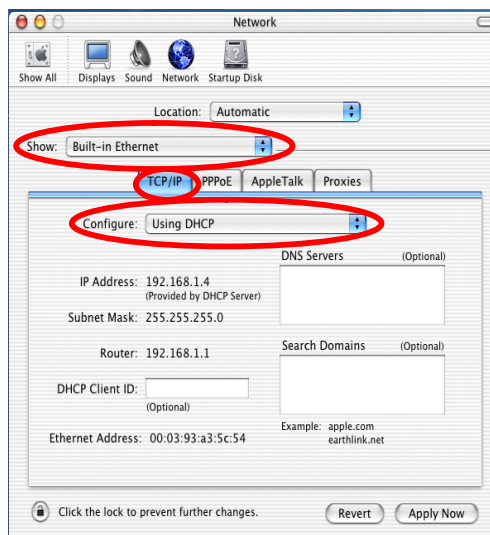 Network
Show All Displays Sound Network Startup Disk
Location: Automatic
Show: Built-in Ethernet
TCP/IP PPPoE AppleTalk Proxies
Configure: Using DHCP
DNS Servers (Optional)
IP Address: 192.168.1.4
(Provided by DHCP Server)
Subnet Mask: 255.255.255.0
Router: 192.168.1.1
Search Domains (Optional)
DHCP Client ID:
(Optional)
Example: apple.com
earthlink.net
Ethernet Address: 00:03:93:a3:5c:54
Click the lock to prevent further changes.
Revert Apply Now